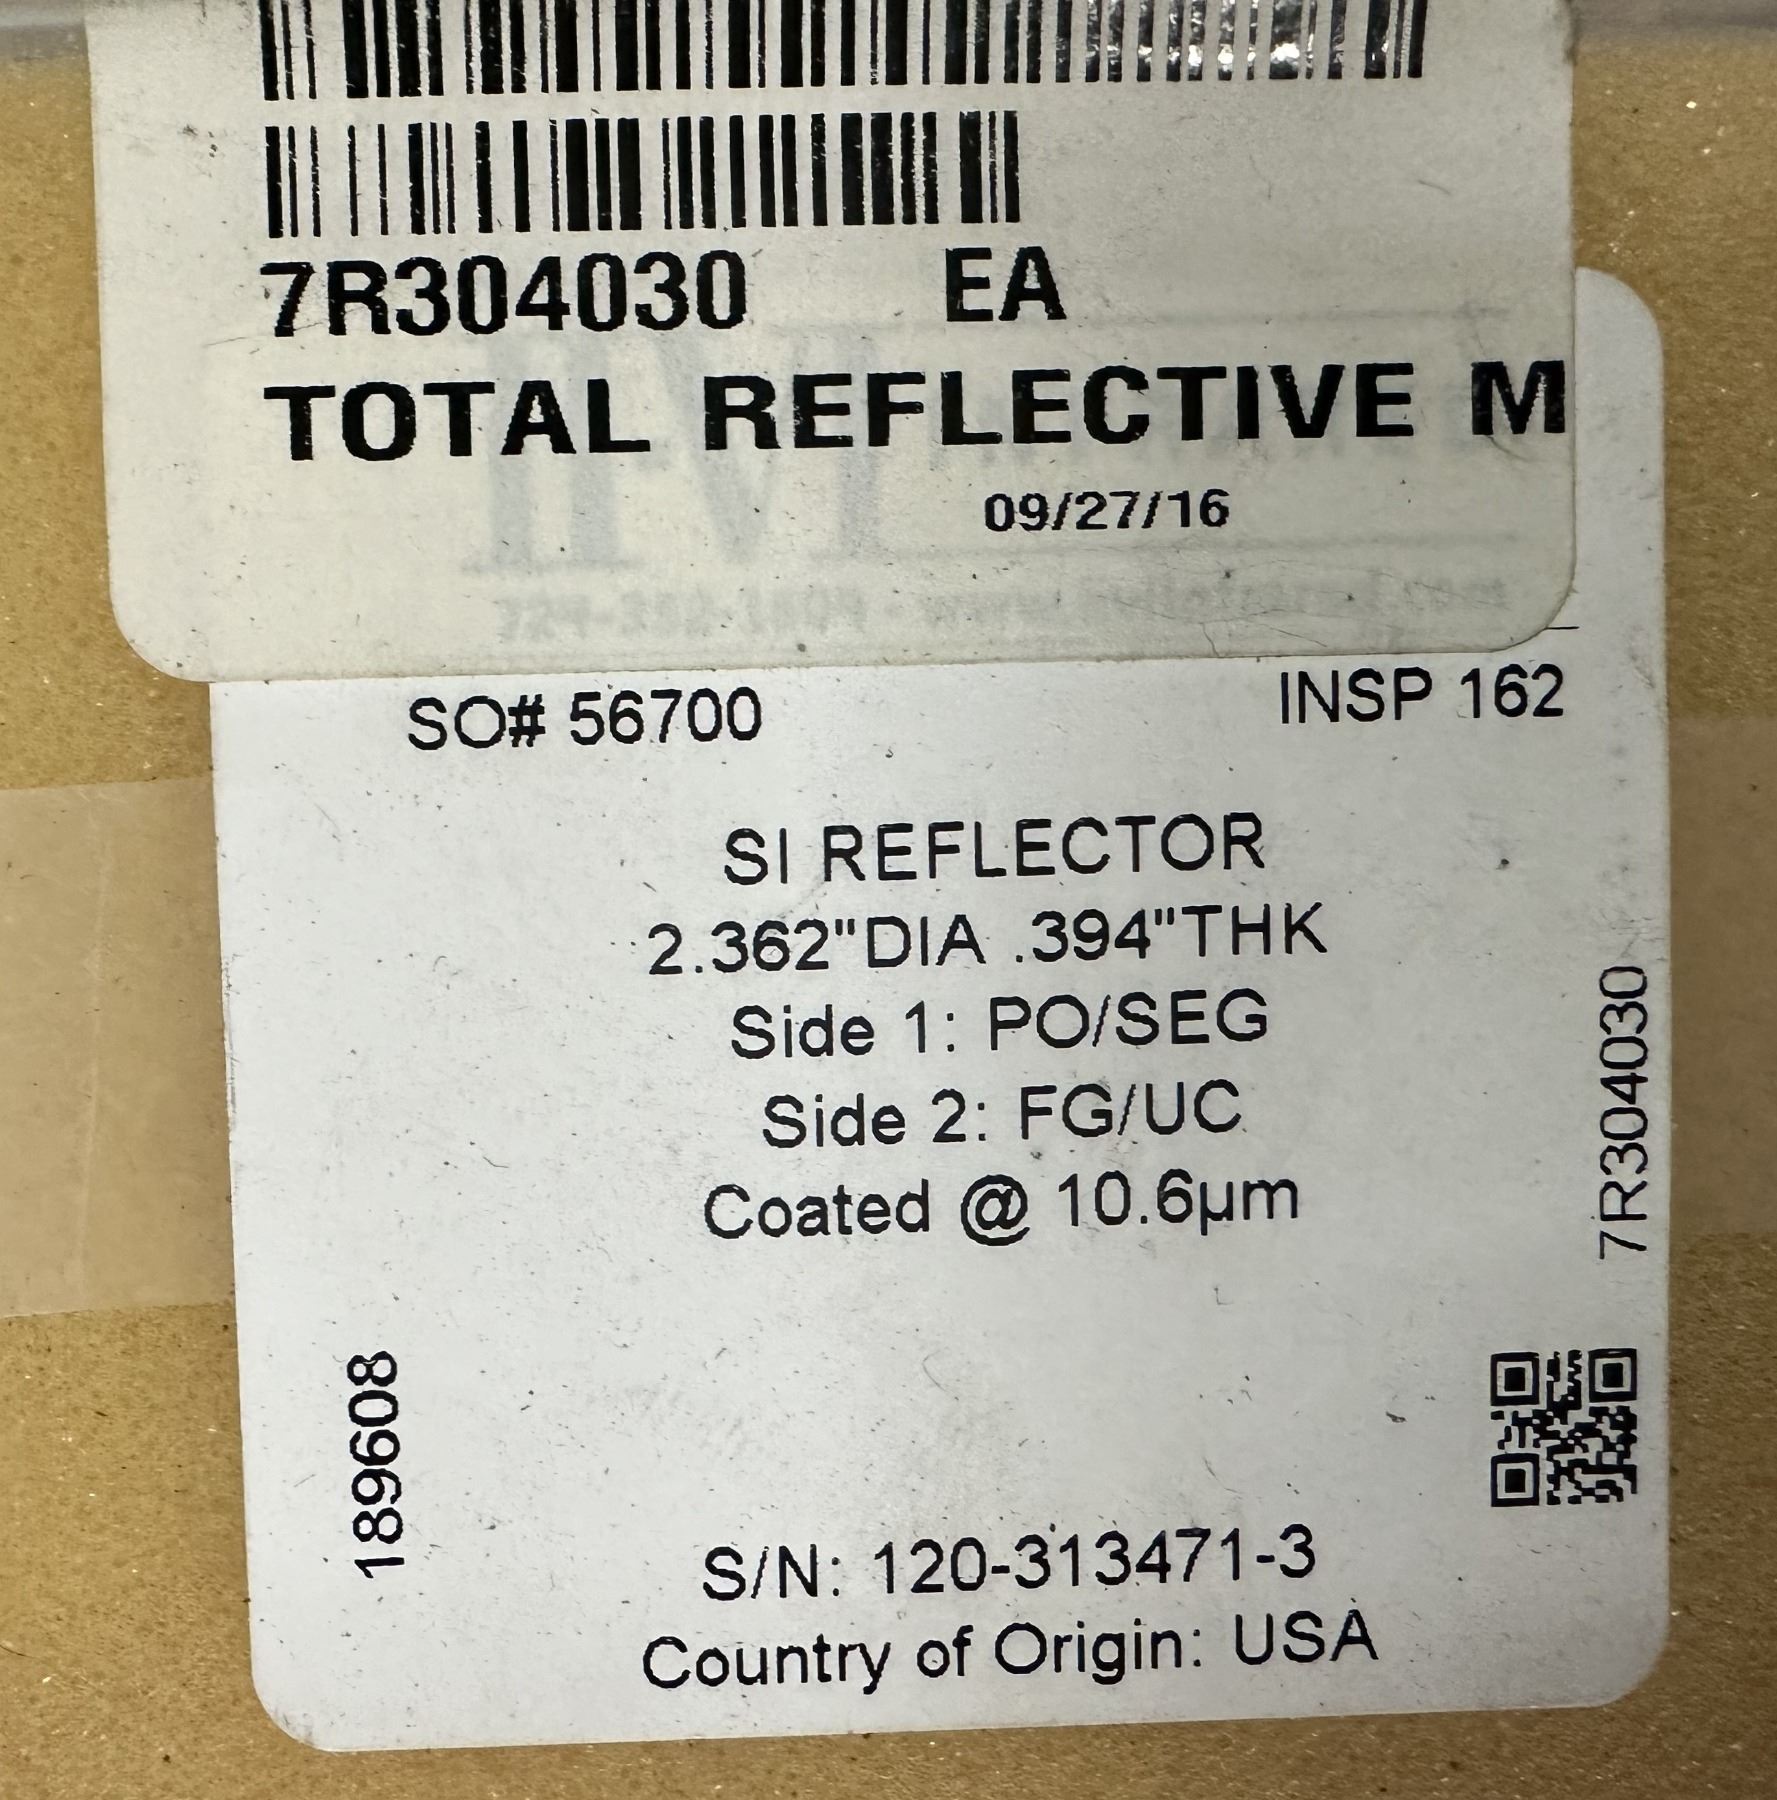 7R304030 EA
TOTAL REFLECTIVE M
09/27/16
SO# 56700
INSP 162
SI REFLECTOR
2.362"DIA .394"THK
Side 1: PO/SEG
Side 2: FG/UC
Coated @ 10.6µm
7R304030
189608
S/N: 120-313471-3
Country of Origin: USA